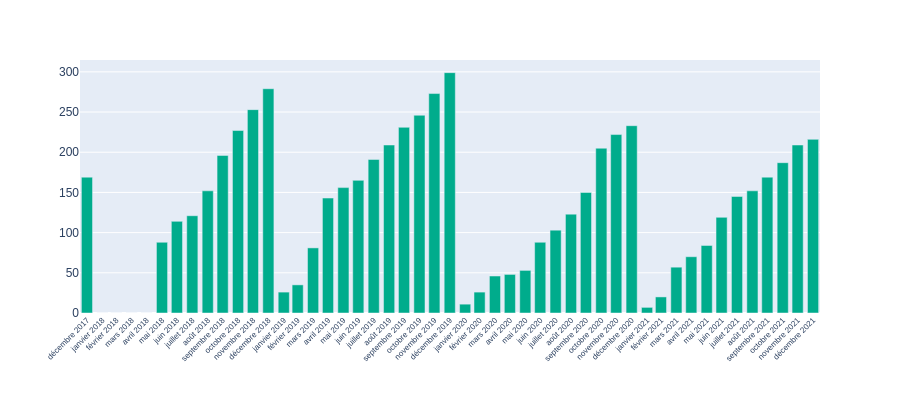 300
250
200
150
100
50
0
décembre 2017
janvier 2018
février 2018
mars 2018
avril 2018
mai 2018
juin 2018
juillet 2018
août 2018
septembre 2018
octobre 2018
novembre 2018
décembre 2018
janvier 2019
février 2019
mars 2019
avril 2019
mai 2019
juin 2019
juillet 2019
août 2019
septembre 2019
octobre 2019
novembre 2019
décembre 2019
janvier 2020
février 2020
mars 2020
avril 2020
mai 2020
juin 2020
juillet 2020
août 2020
septembre 2020
octobre 2020
novembre 2020
décembre 2020
janvier 2021
février 2021
mars 2021
avril 2021
mai 2021
juin 2021
juillet 2021
août 2021
septembre 2021
octobre 2021
novembre 2021
décembre 2021